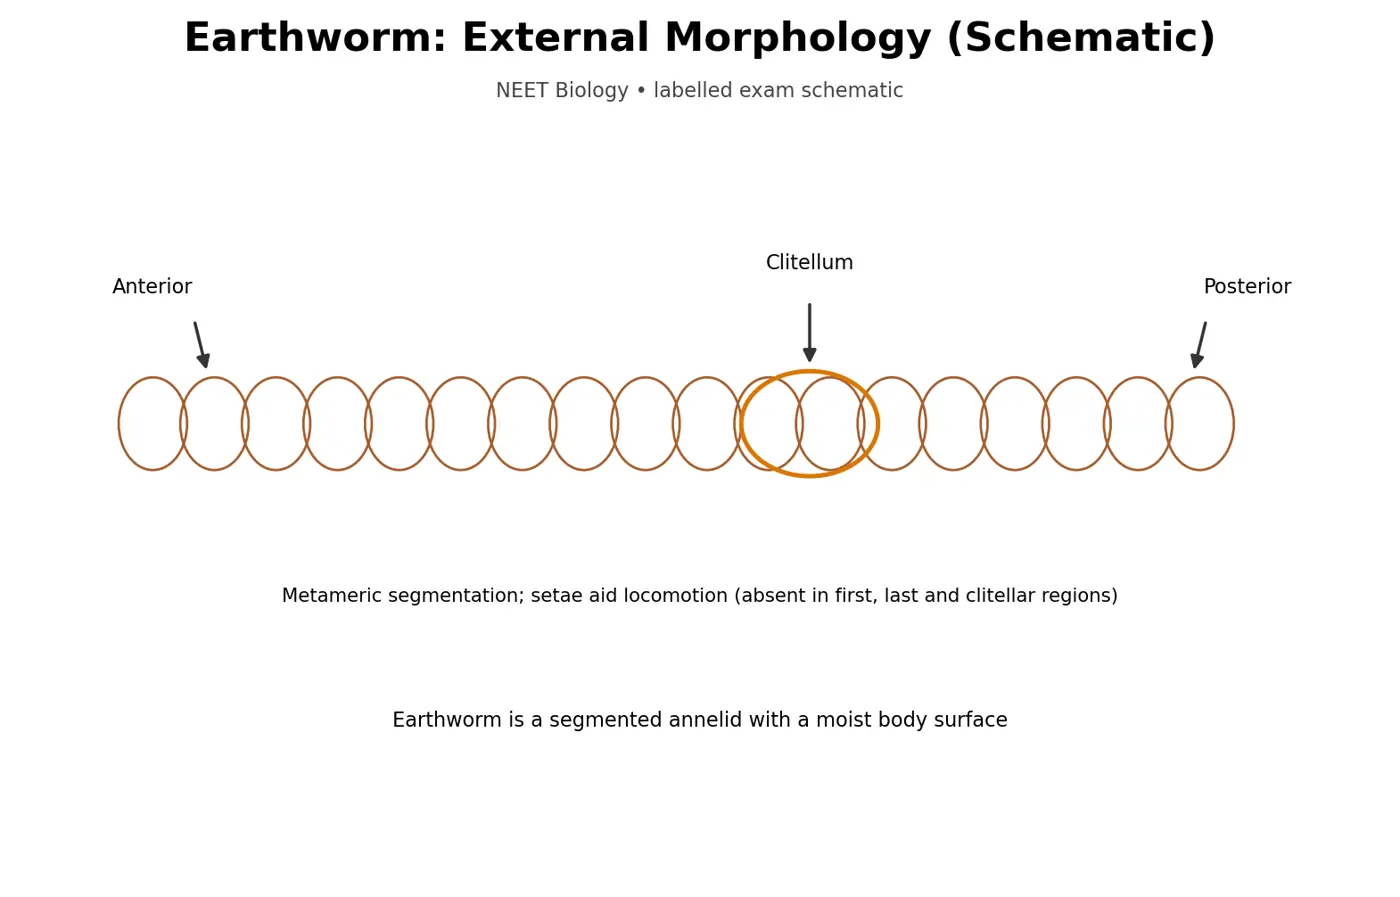 Earthworm: External Morphology (Schematic)
NEET Biology • labelled exam schematic
Clitellum
Anterior
Posterior
Metameric segmentation; setae aid locomotion (absent in first, last and clitellar regions)
Earthworm is a segmented annelid with a moist body surface